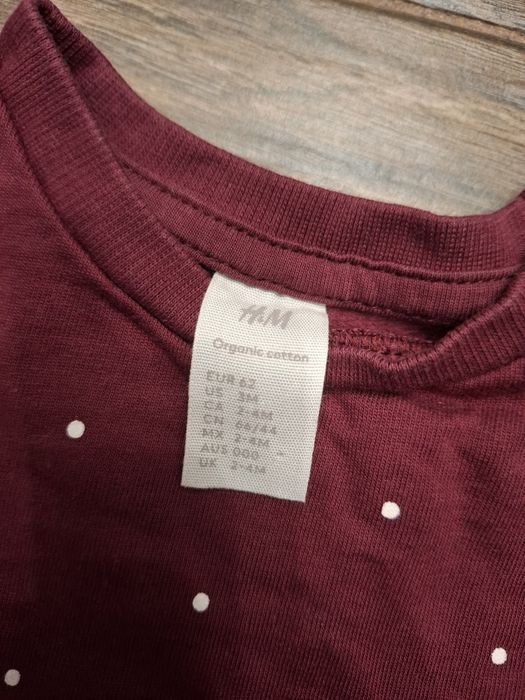 H&M
Organic cotton
EUR 62
US 3M
CA 2-4M
CN 66/44
MX 2-4M
AUS 000
UK 2-4M